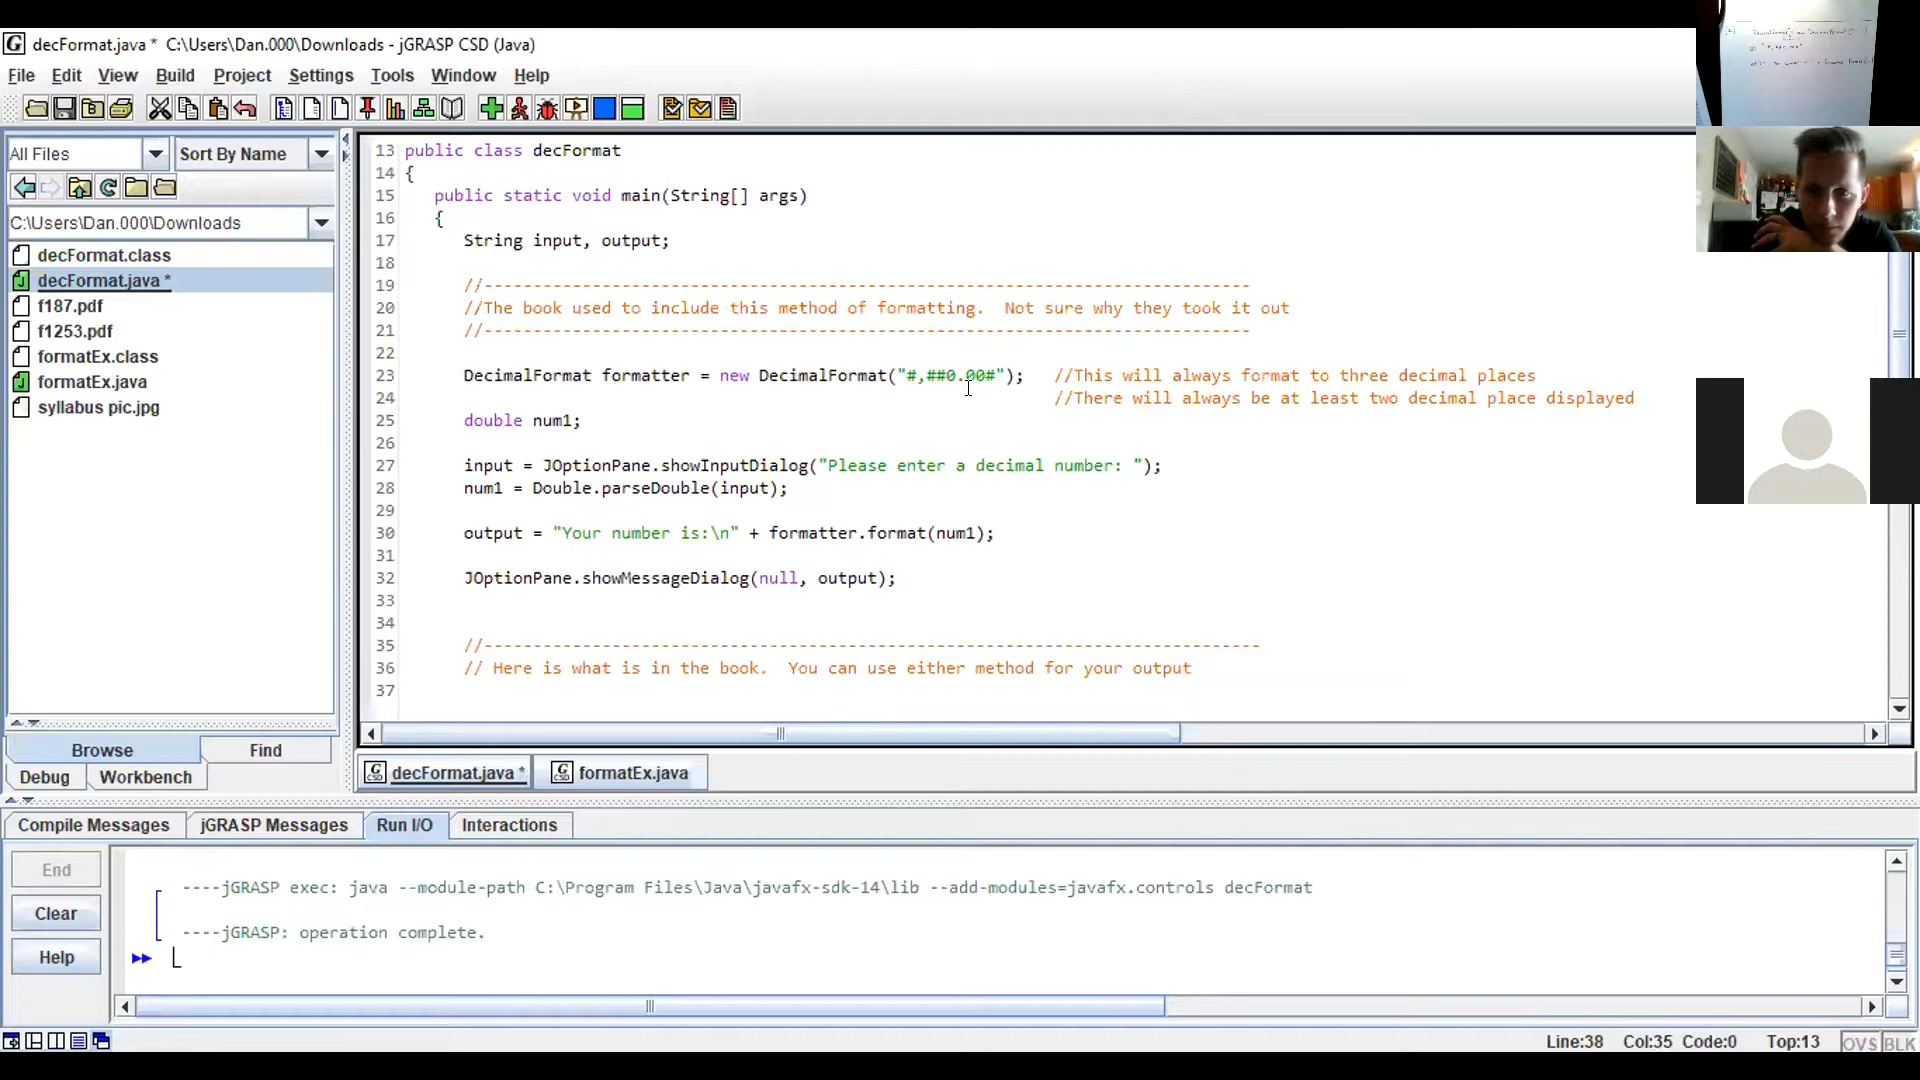 decFormat.java *  C:\Users\Dan.000\Downloads - jGRASP CSD (Java)
File Edit View Build Project Settings Tools Window Help
All Files
Sort By Name
C:\Users\Dan.000\Downloads
decFormat.class
decFormat.java *
f187.pdf
f1253.pdf
formatEx.class
formatEx.java
syllabus pic.jpg
Browse Find
Debug Workbench
13 public class decFormat
14 {
15 public static void main(String[] args)
16 {
17 String input, output;
18
19 //------------------------------------------------------------------------------
20 //The book used to include this method of formatting.  Not sure why they took it out
21 //------------------------------------------------------------------------------
22
23 DecimalFormat formatter = new DecimalFormat("#,##0.00#");   //This will always format to three decimal places
24 //There will always be at least two decimal place displayed
25 double num1;
26
27 input = JOptionPane.showInputDialog("Please enter a decimal number: ");
28 num1 = Double.parseDouble(input);
29
30 output = "Your number is:\n" + formatter.format(num1);
31
32 JOptionPane.showMessageDialog(null, output);
33
34
35 //-------------------------------------------------------------------------------
36 // Here is what is in the book.  You can use either method for your output
37
decFormat.java * formatEx.java
Compile Messages jGRASP Messages Run I/O Interactions
End
Clear
Help
----jGRASP exec: java --module-path C:\Program Files\Java\javafx-sdk-14\lib --add-modules=javafx.controls decFormat
----jGRASP: operation complete.
Line:38 Col:35 Code:0 Top:13 OVS BLK